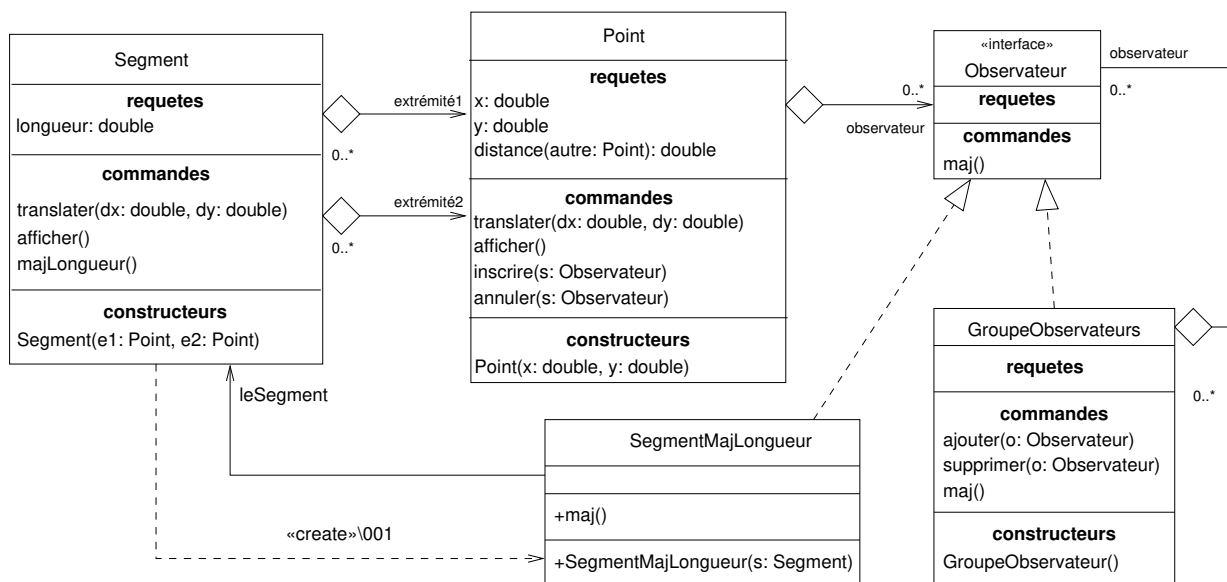 Segment
requetes
longueur: double
commandes
translater(dx: double, dy: double)
afficher()
majLongueur()
constructeurs
Segment(e1: Point, e2: Point)
extrémité1
0..*
extrémité2
0..*
Point
requetes
x: double
y: double
distance(autre: Point): double
commandes
translater(dx: double, dy: double)
afficher()
inscrire(s: Observateur)
annuler(s: Observateur)
constructeurs
Point(x: double, y: double)
0..*
observateur
«interface»
Observateur
requetes
commandes
maj()
observateur
0..*
GroupeObservateurs
requetes
commandes
ajouter(o: Observateur)
supprimer(o: Observateur)
maj()
constructeurs
GroupeObservateur()
0..*
leSegment
SegmentMajLongueur
+maj()
+SegmentMajLongueur(s: Segment)
«create»\001